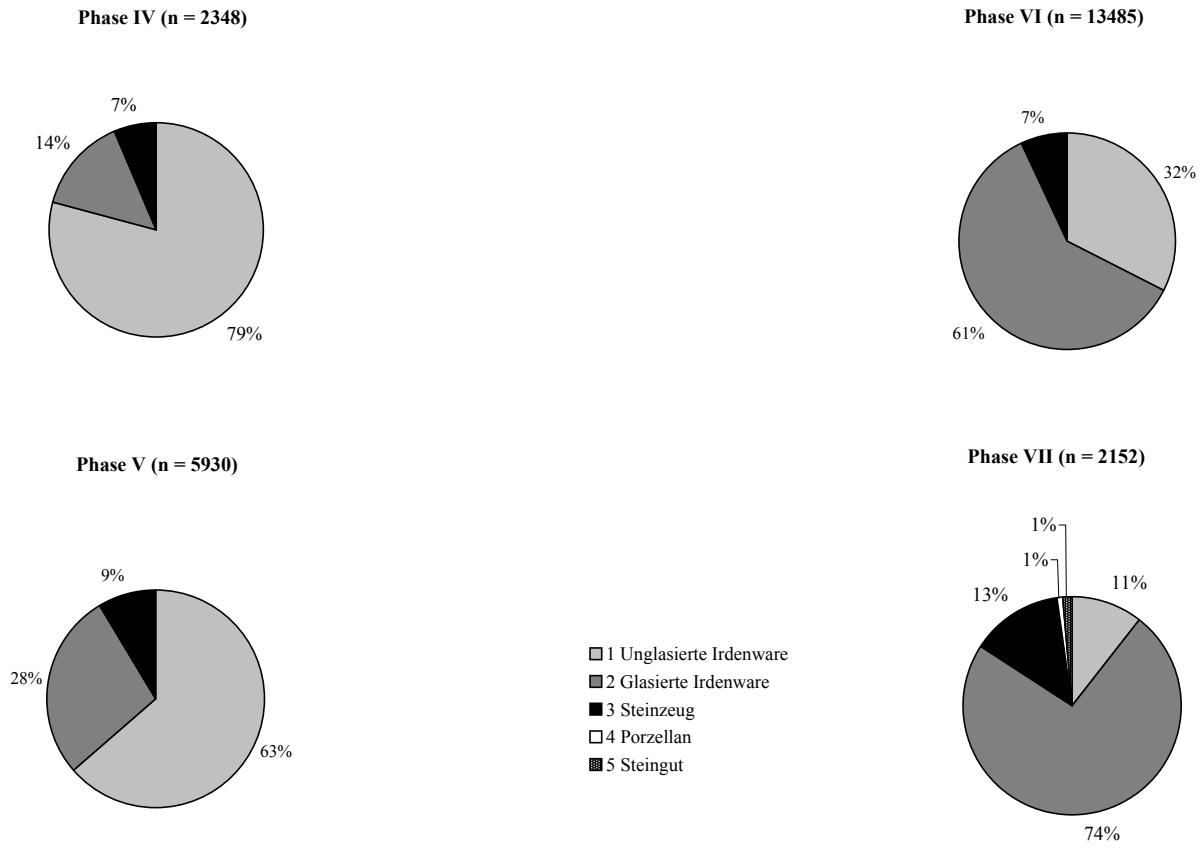 Phase IV (n = 2348)
7%
14%
79%
Phase VI (n = 13485)
7%
32%
61%
Phase V (n = 5930)
9%
28%
63%
Phase VII (n = 2152)
1%
1%
13%
11%
74%
1 Unglasierte Irdenware
2 Glasierte Irdenware
3 Steinzeug
4 Porzellan
5 Steingut